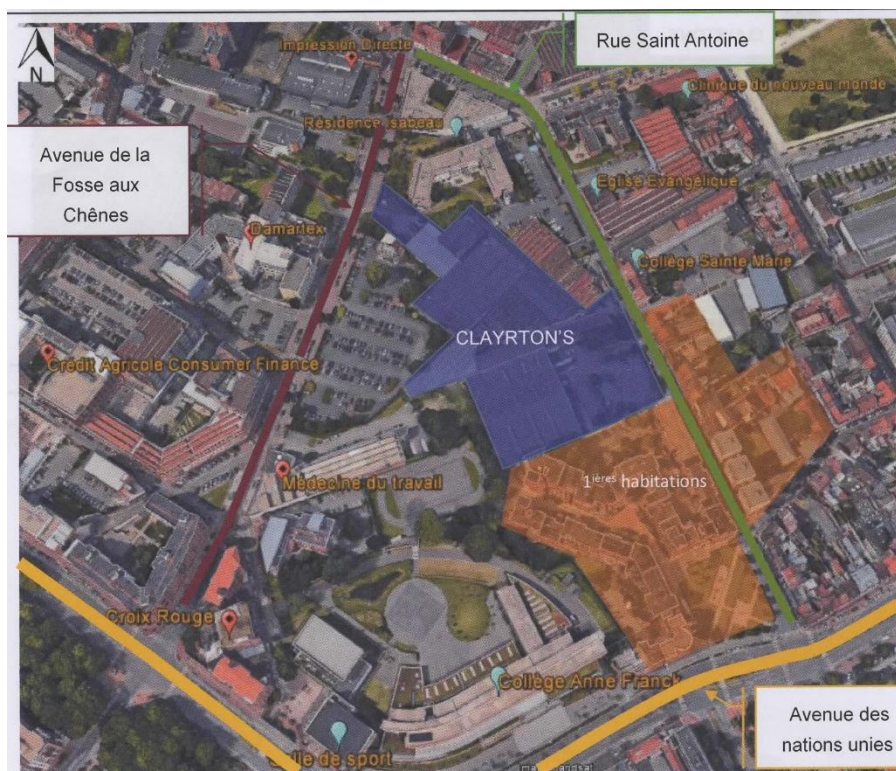 Rue Saint Antoine
Impression Directe
N
Clinique du nouveau monde
Résidence Isabeau
Avenue de la
Fosse aux
Chênes
Eglise Evangélique
Damartex
Collège Sainte Marie
CLAYRTON'S
Crédit Agricole Consumer Finance
1ières habitations
Médecine du travail
Croix Rouge
Collège Anne Franck
Avenue des
nations unies
Salle de sport